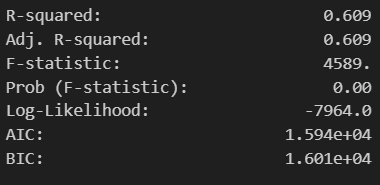 R-squared: 0.609
Adj. R-squared: 0.609
F-statistic: 4589.
Prob (F-statistic): 0.00
Log-Likelihood: -7964.0
AIC: 1.594e+04
BIC: 1.601e+04